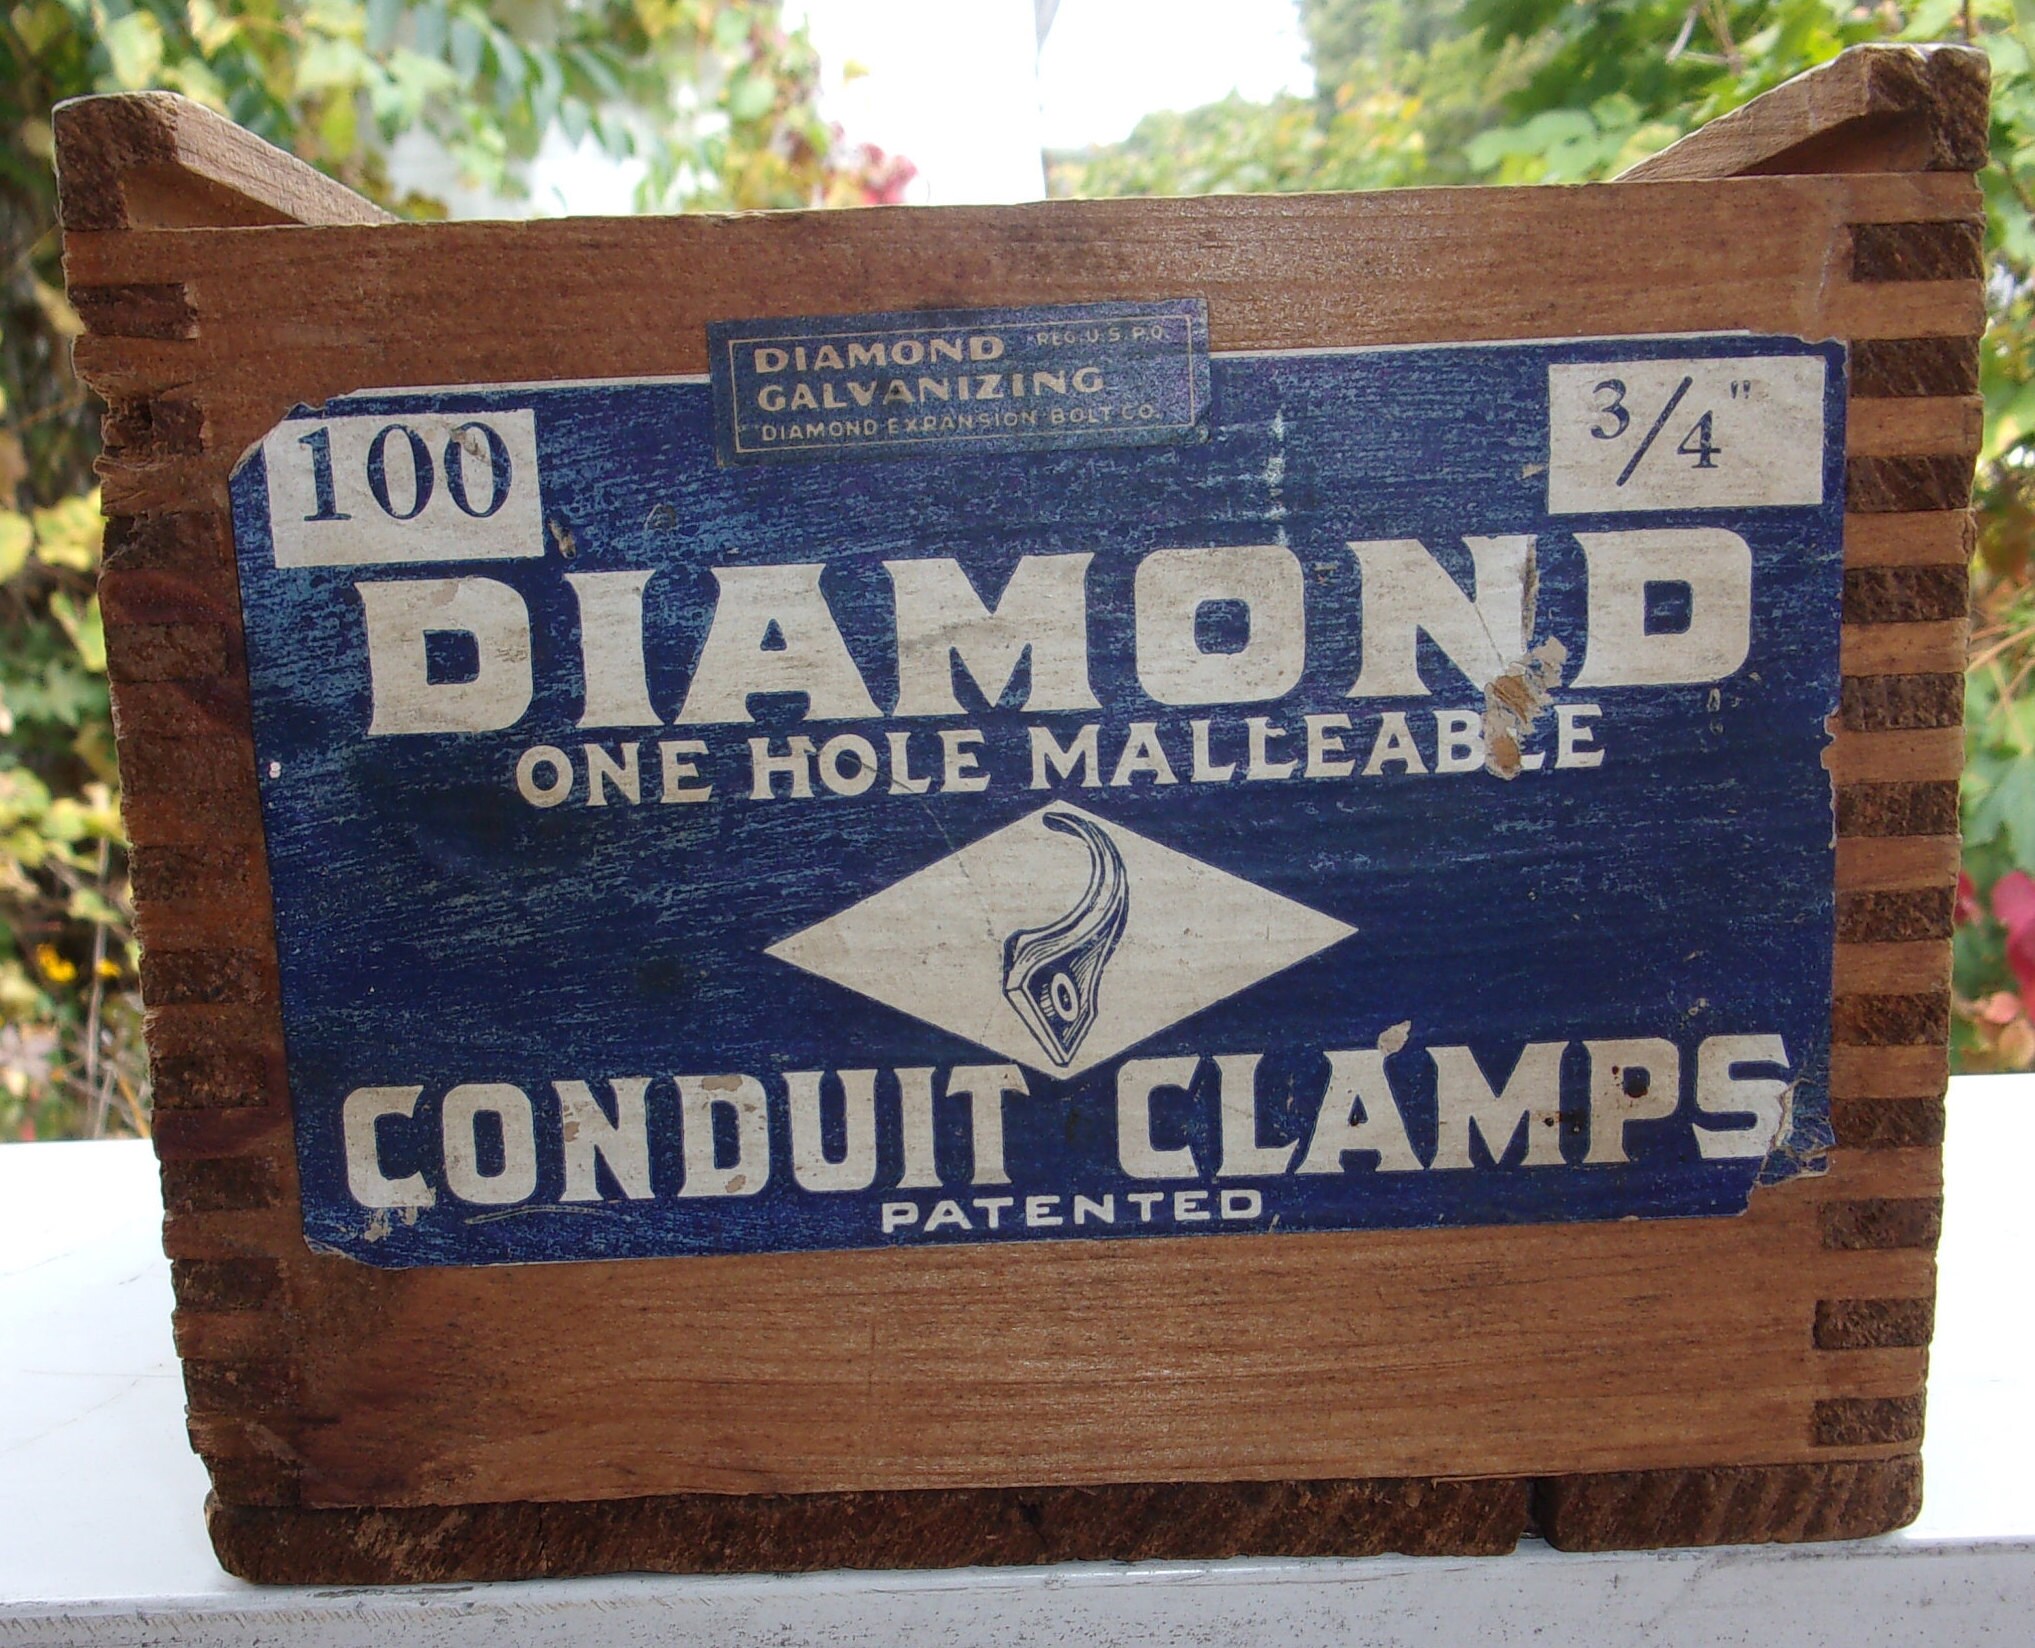 DIAMOND REG. U.S. P.O.
GALVANIZING
DIAMOND EXPANSION BOLT CO.
100
3/4"
DIAMOND
ONE HOLE MALLEABLE
CONDUIT CLAMPS
PATENTED